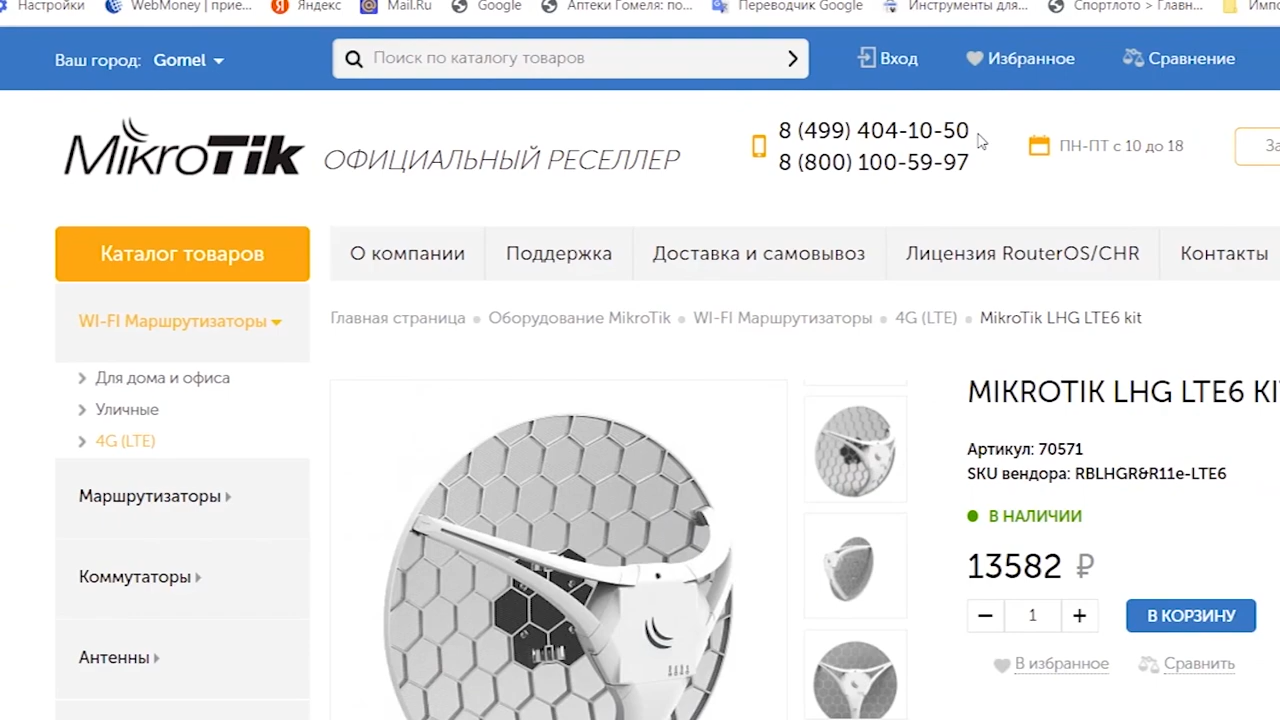 Настройки WebMoney | прие... Яндекс Mail.Ru Google Аптеки Гомеля: по... Переводчик Google Инструменты для... Спортлото > Главн...
Ваш город: Gomel Поиск по каталогу товаров Вход Избранное Сравнение
MikroTik ОФИЦИАЛЬНЫЙ РЕСЕЛЛЕР
8 (499) 404-10-50
8 (800) 100-59-97
ПН-ПТ с 10 до 18
Каталог товаров
О компании Поддержка Доставка и самовывоз Лицензия RouterOS/CHR Контакты
WI-FI Маршрутизаторы
Главная страница Оборудование MikroTik WI-FI Маршрутизаторы 4G (LTE) MikroTik LHG LTE6 kit
Для дома и офиса
Уличные
4G (LTE)
Маршрутизаторы
Коммутаторы
Антенны
MIKROTIK LHG LTE6 KI
Артикул: 70571
SKU вендора: RBLHGR&R11e-LTE6
В НАЛИЧИИ
13582 ₽
− 1 + В КОРЗИНУ
В избранное Сравнить